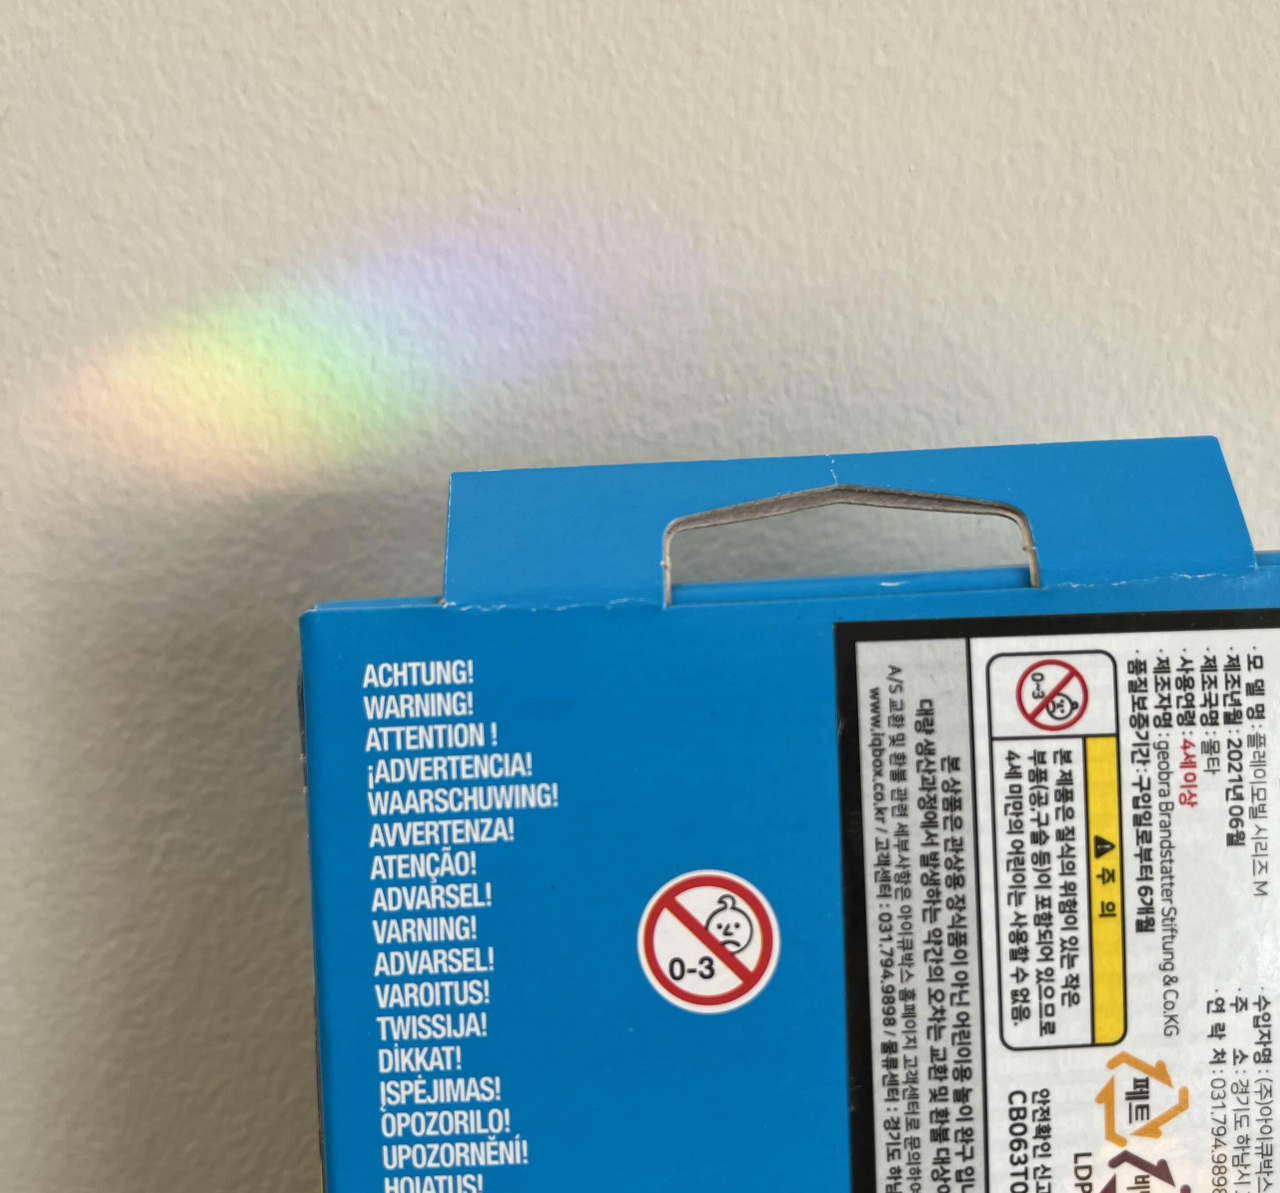 ACHTUNG!
WARNING!
ATTENTION !
¡ADVERTENCIA!
WAARSCHUWING!
AVVERTENZA!
ATENÇÃO!
ADVARSEL!
VARNING!
ADVARSEL!
VAROITUS!
TWISSIJA!
DİKKAT!
ĮSPĖJIMAS!
OPOZORILO!
UPOZORNĚNÍ!
0-3
· 모 델 명 : 플레이모빌 시리즈 M
· 제조년월 : 2021년 06월
· 제조국명 : 몰타
· 사용연령 : 4세 이상
· 제조자명 : geobra Brandstatter Stiftung & Co.KG
· 품질보증기간 : 구입일로부터 6개월
· 수입자명 : (주)아이큐박스
· 주 소 : 경기도 하남시
· 연 락 처 : 031.794.989
0-3
주 의
본 제품은 질식의 위험이 있는 작은
부품(공,구슬 등)이 포함되어 있으므로
4세 미만의 어린이는 사용할 수 없음.
안전확인 신고
CB063T0
페트
LDP
본 상품은 관상용 장식품이 아닌 어린이용 놀이 완구 입니
대량 생산과정에서 발생하는 약간의 오차는 교환 및 환불 대상이
A/S 교환 및 환불 관련 세부사항은 아이큐박스 홈페이지 고객센터로 문의하여
www.iqbox.co.kr / 고객센터 : 031.794.9898 / 물류센터 : 경기도 하남